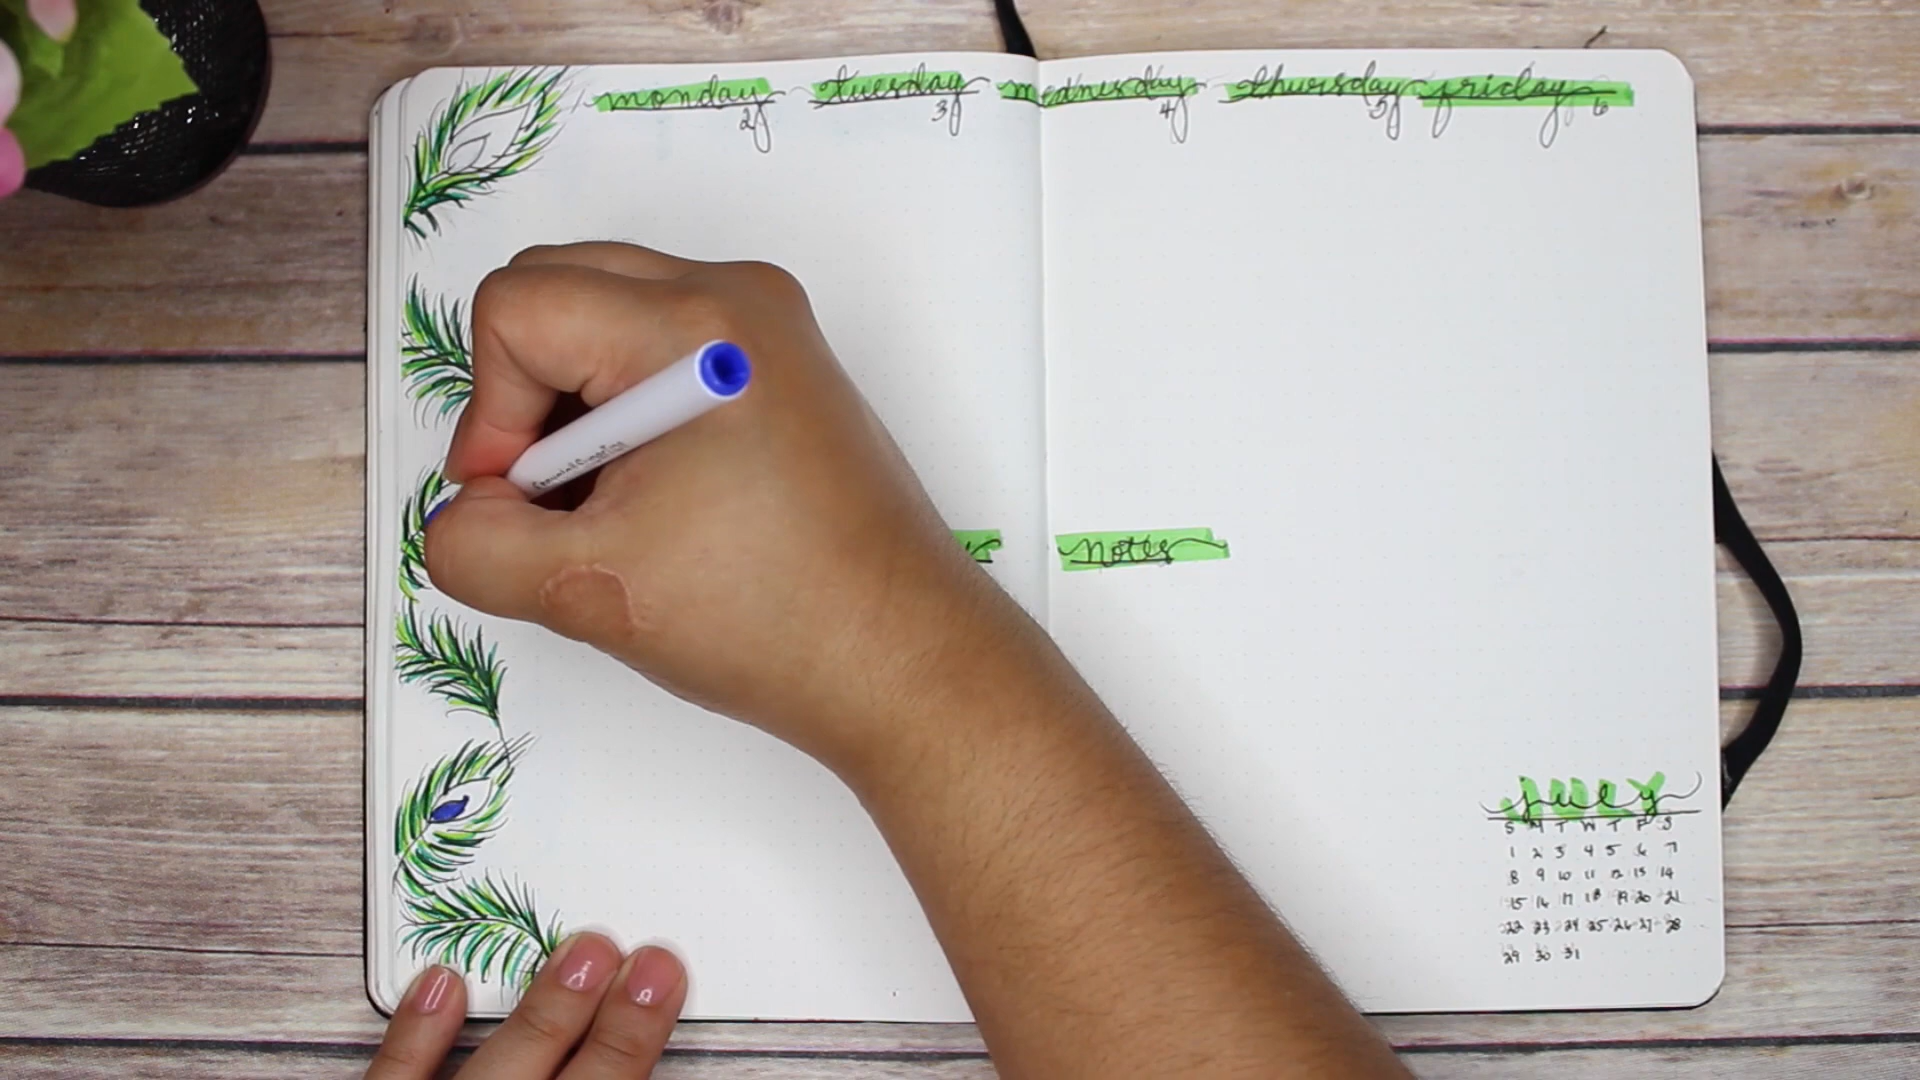 monday tuesday wednesday thursday friday
2 3 4 5 6
notes
july
S M T W T F S
1 2 3 4 5 6 7
8 9 10 11 12 13 14
15 16 17 18 19 20 21
22 23 24 25 26 27 28
29 30 31